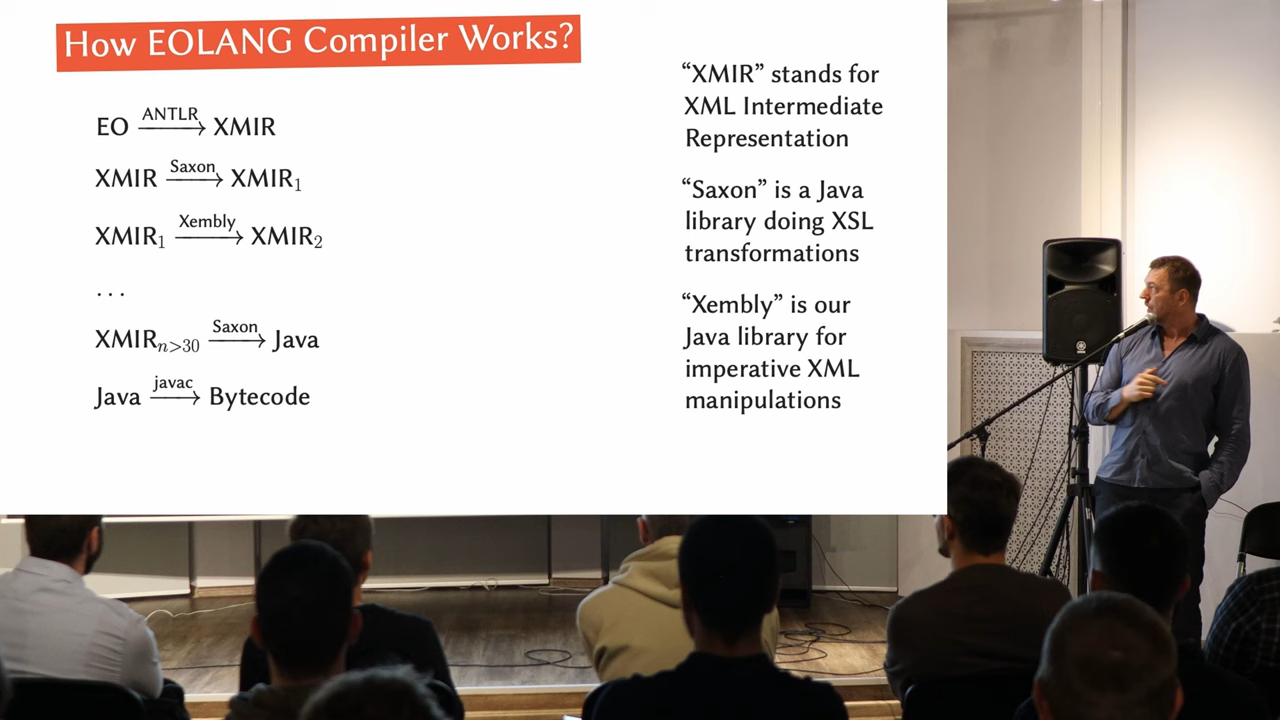 How EOLANG Compiler Works?
EO ANTLR⟶ XMIR
XMIR Saxon⟶ XMIR₁
XMIR₁ Xembly⟶ XMIR₂
...
XMIRₙ>₃₀ Saxon⟶ Java
Java javac⟶ Bytecode
“XMIR” stands for
XML Intermediate
Representation
“Saxon” is a Java
library doing XSL
transformations
“Xembly” is our
Java library for
imperative XML
manipulations